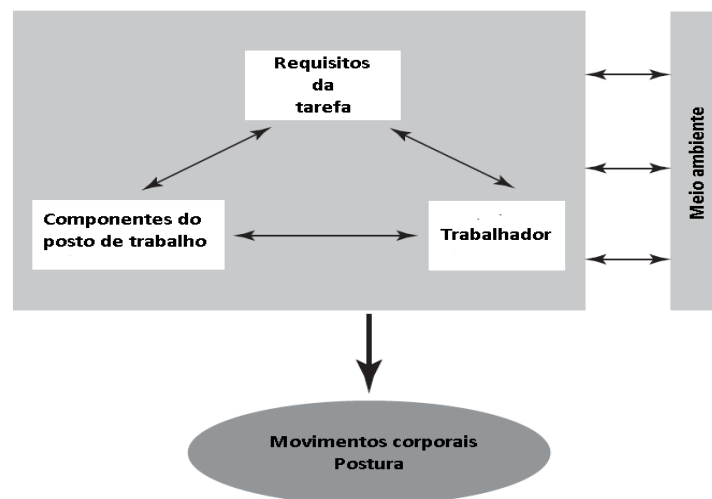 Requisitos
da
tarefa
Componentes do
posto de trabalho
Trabalhador
Meio ambiente
Movimentos corporais
Postura